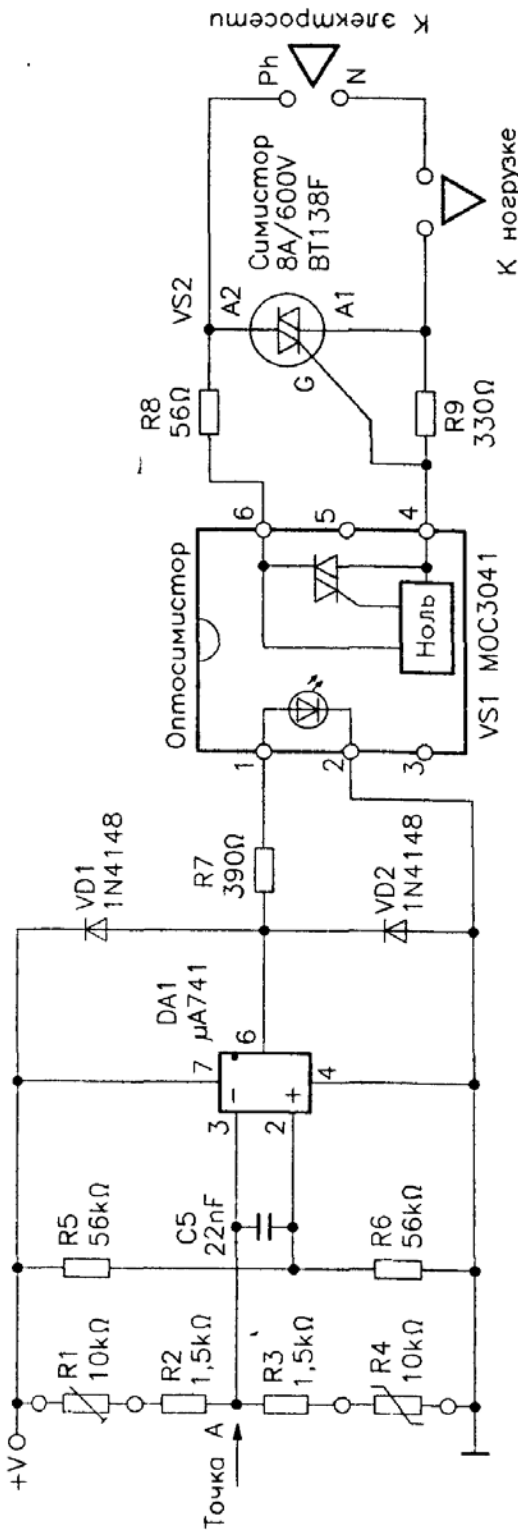 +V
R1
10kΩ
R2
1,5kΩ
Точка А
R3
1,5kΩ
R4
10kΩ
R5
56kΩ
C5
22nF
R6
56kΩ
DA1
µA741
7
3
−
6
2
+
4
VD1
1N4148
R7
390Ω
VD2
1N4148
Оптосимистор
1
2
3
6
5
4
Ноль
VS1 MOC3041
R8
56Ω
R9
330Ω
VS2
A2
G
A1
Симистор
8A/600V
BT138F
Ph
N
К электросети
К нагрузке